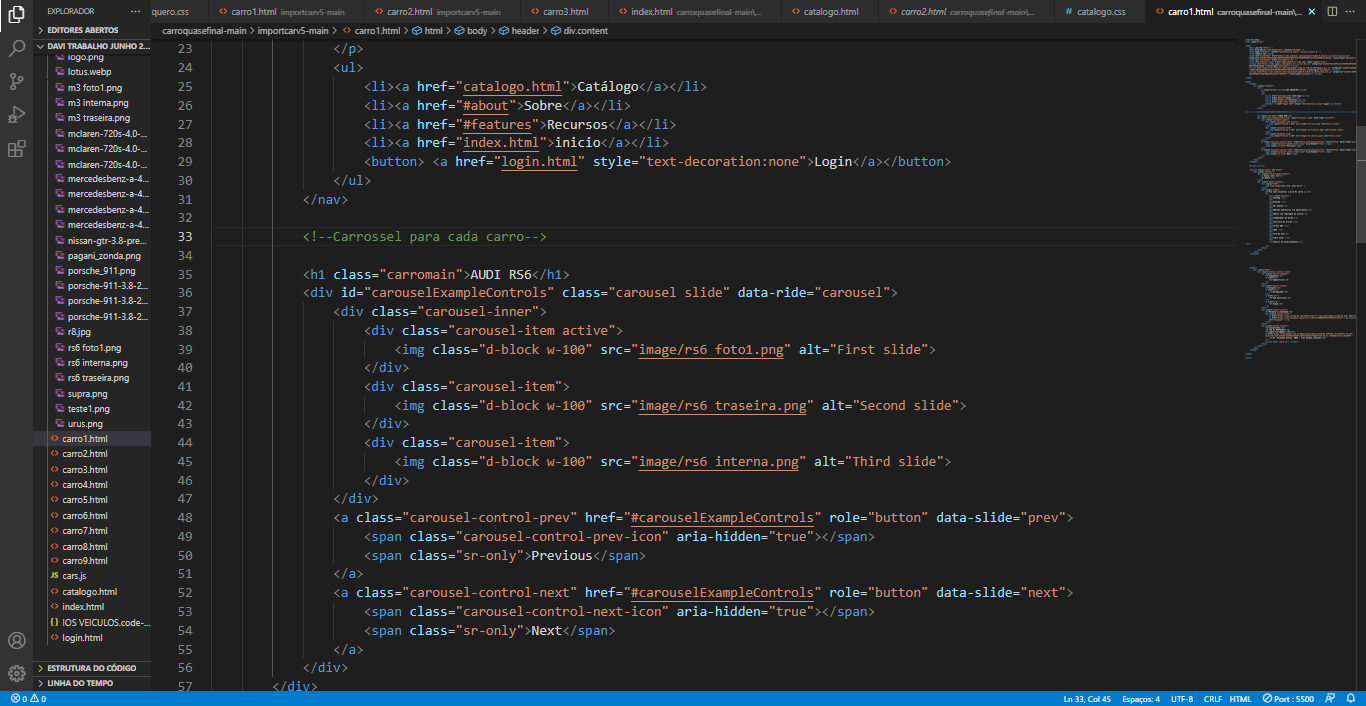 EXPLORADOR ···
quero.css
carro1.html importcarv5-main
carro2.html importcarv5-main
carro3.html
index.html carroquasefinal-main\...
catalogo.html
carro2.html carroquasefinal-main\...
# catalogo.css
carro1.html carroquasefinal-main\... ×
EDITORES ABERTOS
carroquasefinal-main > importcarv5-main > carro1.html > html > body > header > div.content
DAVI TRABALHO JUNHO 2...
logo.png
lotus.webp
m3 foto1.png
m3 interna.png
m3 traseira.png
mclaren-720s-4.0-...
mclaren-720s-4.0-...
mclaren-720s-4.0-...
mercedesbenz-a-4...
mercedesbenz-a-4...
mercedesbenz-a-4...
mercedesbenz-a-4...
nissan-gtr-3.8-pre...
pagani_zonda.png
porsche_911.png
porsche-911-3.8-2...
porsche-911-3.8-2...
porsche-911-3.8-2...
r8.jpg
rs6 foto1.png
rs6 interna.png
rs6 traseira.png
supra.png
teste1.png
urus.png
carro1.html
carro2.html
carro3.html
carro4.html
carro5.html
carro6.html
carro7.html
carro8.html
carro9.html
JS cars.js
catalogo.html
index.html
{} IOS VEICULOS.code-...
login.html
ESTRUTURA DO CÓDIGO
LINHA DO TEMPO
23 </p>
24 <ul>
25 <li><a href="catalogo.html">Catálogo</a></li>
26 <li><a href="#about">Sobre</a></li>
27 <li><a href="#features">Recursos</a></li>
28 <li><a href="index.html">inicio</a></li>
29 <button> <a href="login.html" style="text-decoration:none">Login</a></button>
30 </ul>
31 </nav>
32
33 <!--Carrossel para cada carro-->
34
35 <h1 class="carromain">AUDI RS6</h1>
36 <div id="carouselExampleControls" class="carousel slide" data-ride="carousel">
37 <div class="carousel-inner">
38 <div class="carousel-item active">
39 <img class="d-block w-100" src="image/rs6 foto1.png" alt="First slide">
40 </div>
41 <div class="carousel-item">
42 <img class="d-block w-100" src="image/rs6 traseira.png" alt="Second slide">
43 </div>
44 <div class="carousel-item">
45 <img class="d-block w-100" src="image/rs6 interna.png" alt="Third slide">
46 </div>
47 </div>
48 <a class="carousel-control-prev" href="#carouselExampleControls" role="button" data-slide="prev">
49 <span class="carousel-control-prev-icon" aria-hidden="true"></span>
50 <span class="sr-only">Previous</span>
51 </a>
52 <a class="carousel-control-next" href="#carouselExampleControls" role="button" data-slide="next">
53 <span class="carousel-control-next-icon" aria-hidden="true"></span>
54 <span class="sr-only">Next</span>
55 </a>
56 </div>
57 </div>
0 0
Ln 33, Col 45 Espaços: 4 UTF-8 CRLF HTML Port : 5500